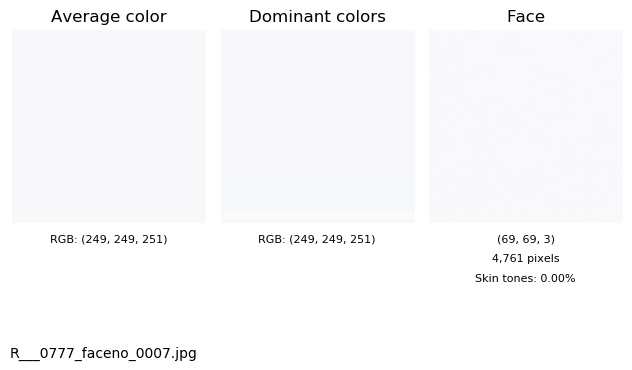 Average color
Dominant colors
Face
RGB: (249, 249, 251)
RGB: (249, 249, 251)
(69, 69, 3)
4,761 pixels
Skin tones: 0.00%
R___0777_faceno_0007.jpg